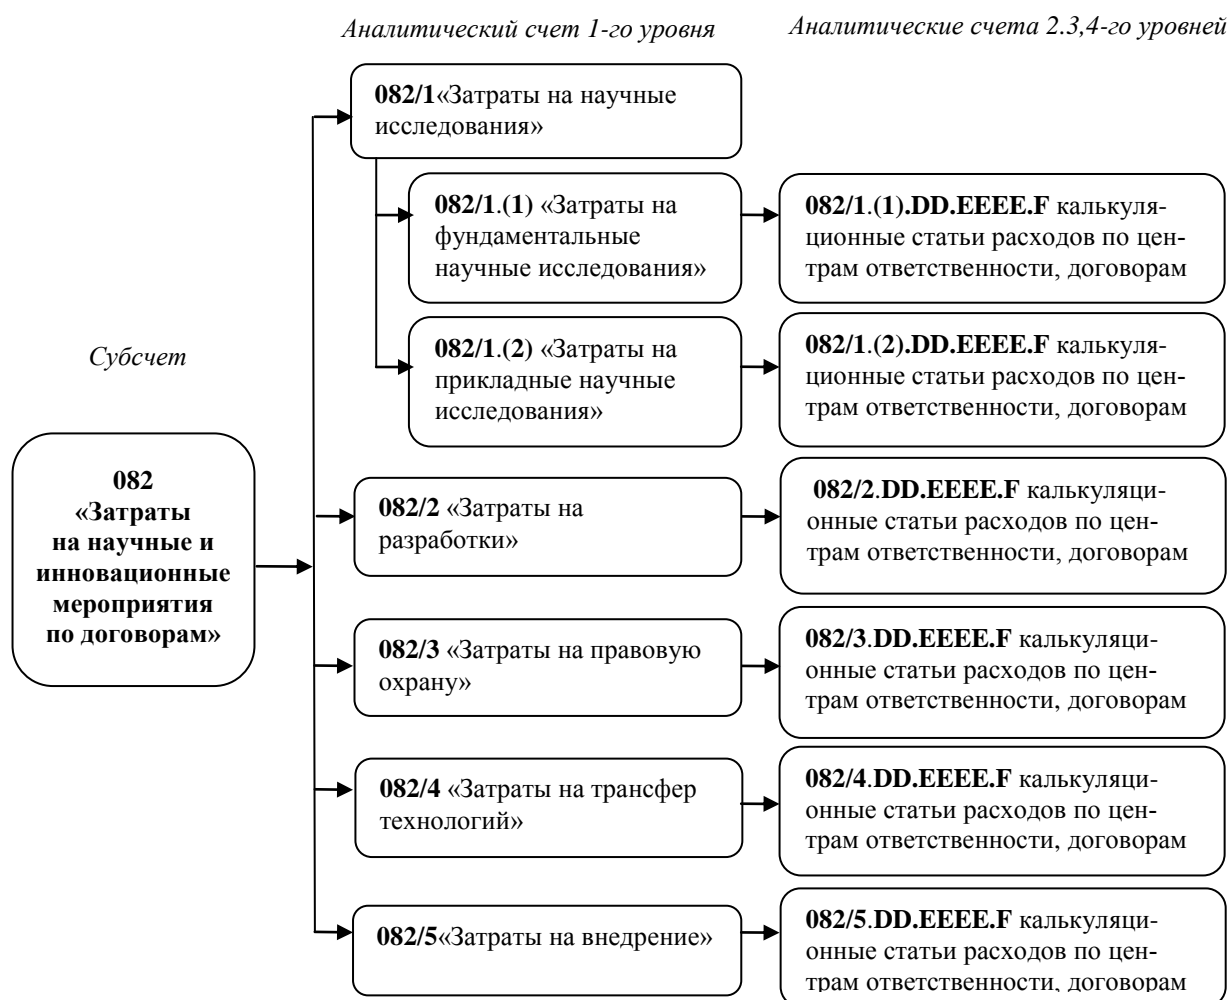 Аналитический счет 1-го уровня
Аналитические счета 2.3,4-го уровней
082/1«Затраты на научные
исследования»
082/1.(1) «Затраты на
фундаментальные
научные исследования»
082/1.(1).DD.EEEE.F калькуля-
ционные статьи расходов по цен-
трам ответственности, договорам
082/1.(2) «Затраты на
прикладные научные
исследования»
082/1.(2).DD.EEEE.F калькуля-
ционные статьи расходов по цен-
трам ответственности, договорам
Субсчет
082
«Затраты
на научные и
инновационные
мероприятия
по договорам»
082/2 «Затраты на
разработки»
082/2.DD.EEEE.F калькуляци-
онные статьи расходов по цен-
трам ответственности, договорам
082/3 «Затраты на правовую
охрану»
082/3.DD.EEEE.F калькуляци-
онные статьи расходов по цен-
трам ответственности, договорам
082/4 «Затраты на трансфер
технологий»
082/4.DD.EEEE.F калькуляци-
онные статьи расходов по цен-
трам ответственности, договорам
082/5«Затраты на внедрение»
082/5.DD.EEEE.F калькуляци-
онные статьи расходов по цен-
трам ответственности, договорам